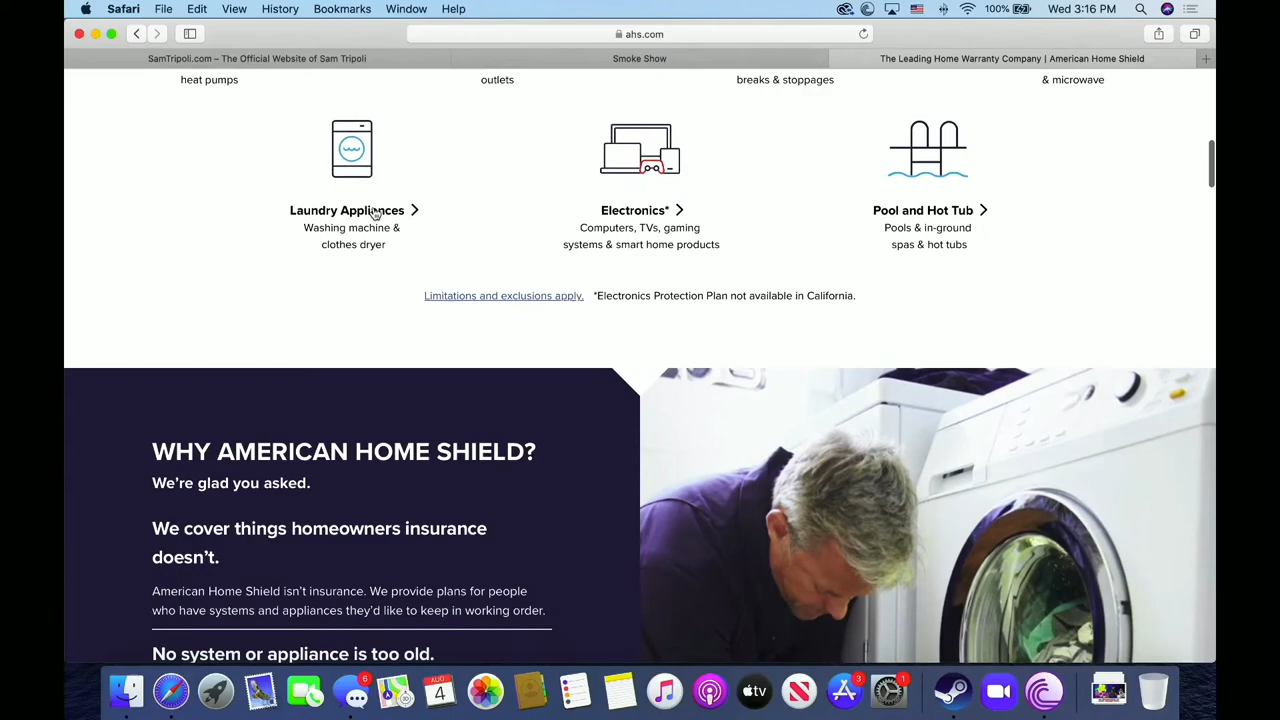 Safari File Edit View History Bookmarks Window Help 100% Wed 3:16 PM
ahs.com
SamTripoli.com – The Official Website of Sam Tripoli Smoke Show The Leading Home Warranty Company | American Home Shield
heat pumps outlets breaks & stoppages & microwave
Laundry Appliances Electronics* Pool and Hot Tub
Washing machine & Computers, TVs, gaming Pools & in-ground
clothes dryer systems & smart home products spas & hot tubs
Limitations and exclusions apply. *Electronics Protection Plan not available in California.
WHY AMERICAN HOME SHIELD?
We're glad you asked.
We cover things homeowners insurance
doesn't.
American Home Shield isn't insurance. We provide plans for people
who have systems and appliances they'd like to keep in working order.
No system or appliance is too old.
6 AUG 4 tv 3 1